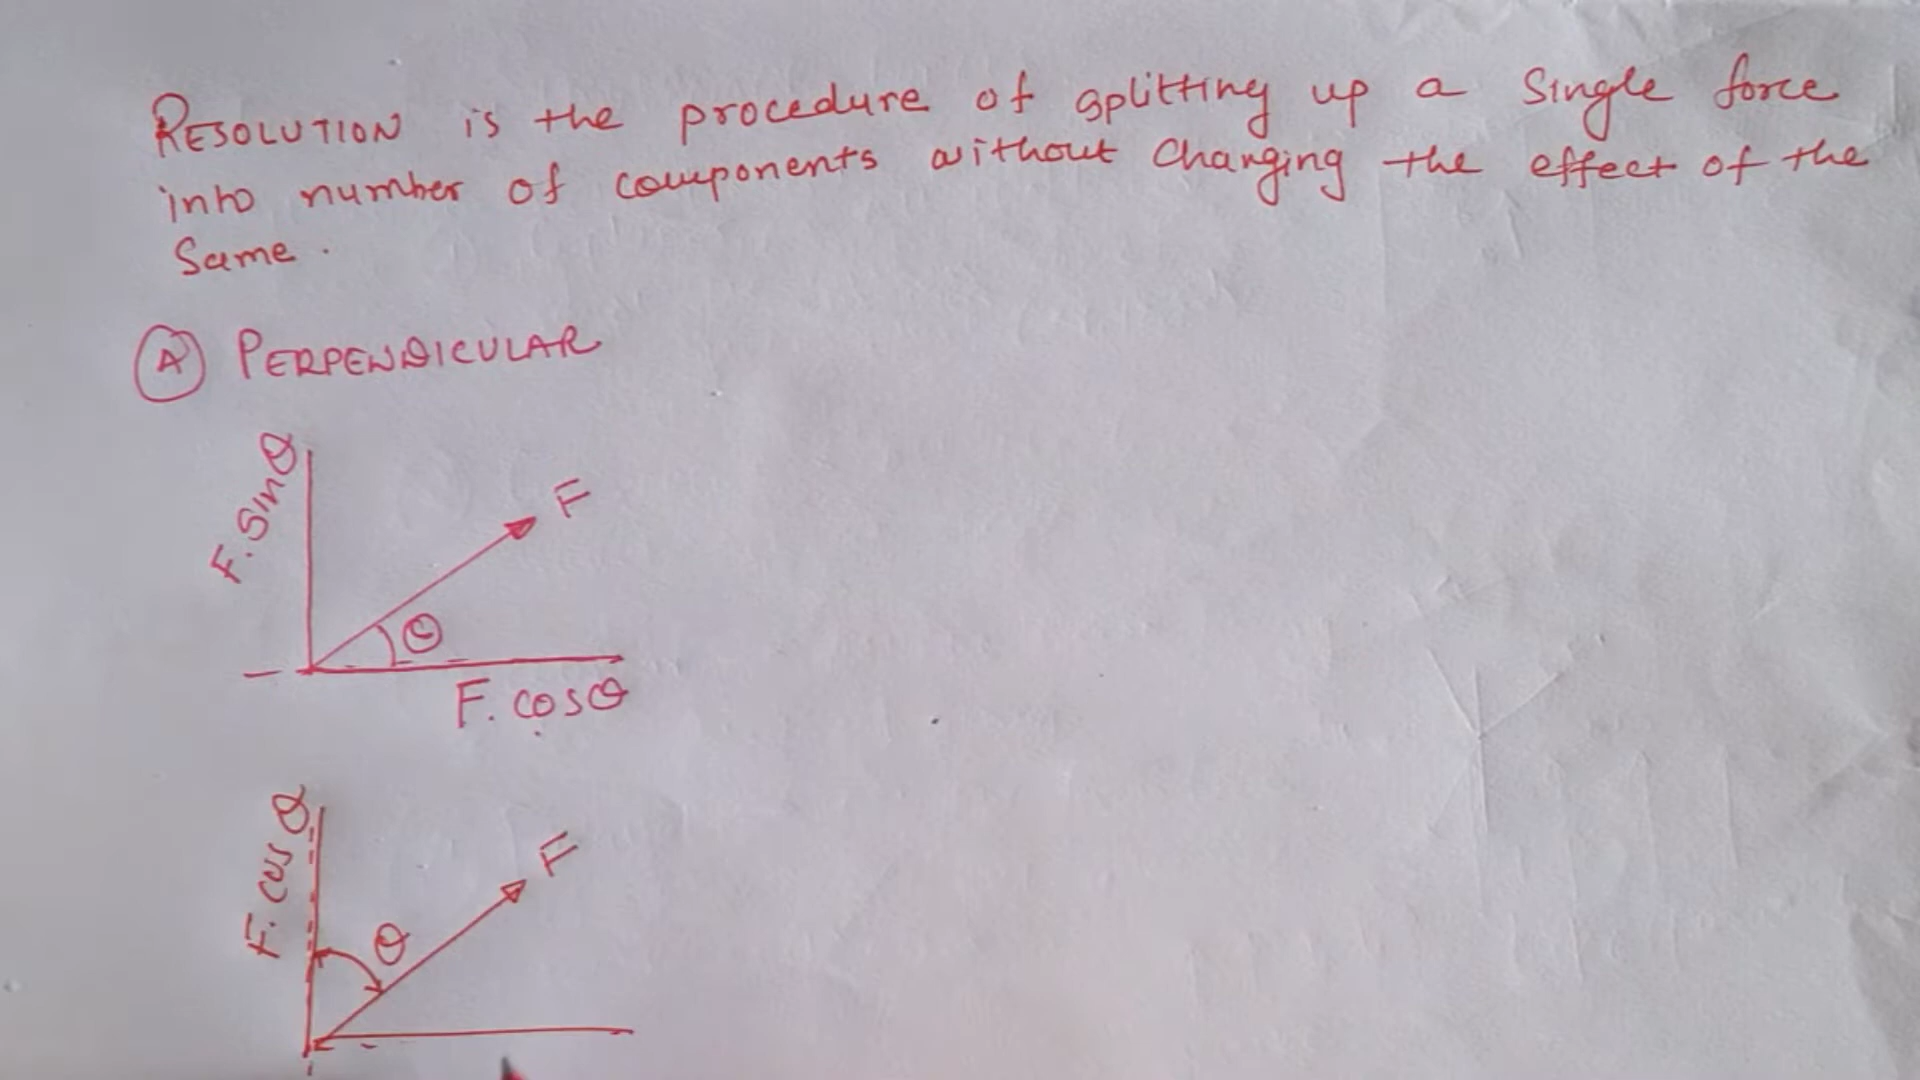 RESOLUTION is the procedure of splitting up a Single force
into number of components without Changing the effect of the
Same.
A PERPENDICULAR
F. Sinθ
F
θ
F. cosθ
F. cos θ
F
θ